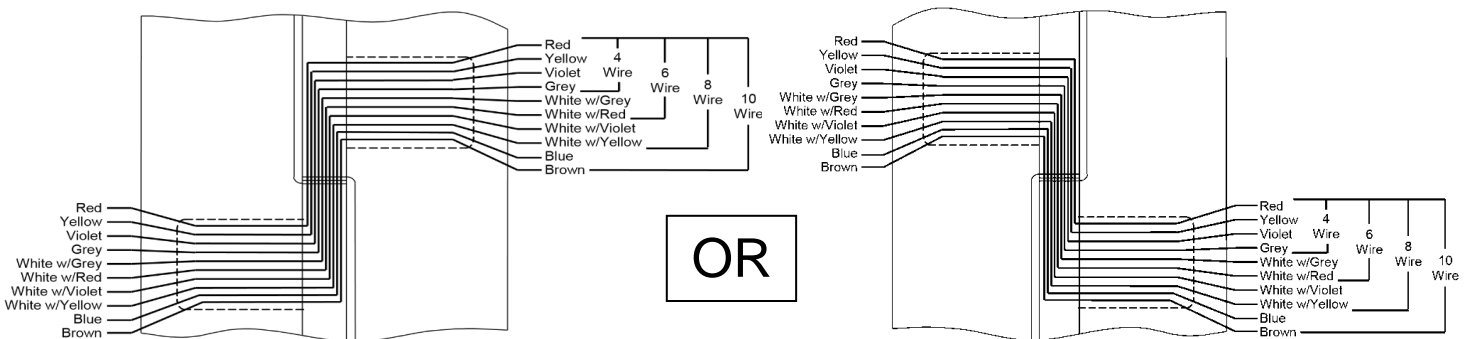 Red
Yellow
Violet
Grey
White w/Grey
White w/Red
White w/Violet
White w/Yellow
Blue
Brown
4
Wire
6
Wire
8
Wire
10
Wire
Red
Yellow
Violet
Grey
White w/Grey
White w/Red
White w/Violet
White w/Yellow
Blue
Brown
OR
Red
Yellow
Violet
Grey
White w/Grey
White w/Red
White w/Violet
White w/Yellow
Blue
Brown
Red
Yellow
Violet
Grey
White w/Grey
White w/Red
White w/Violet
White w/Yellow
Blue
Brown
4
Wire
6
Wire
8
Wire
10
Wire